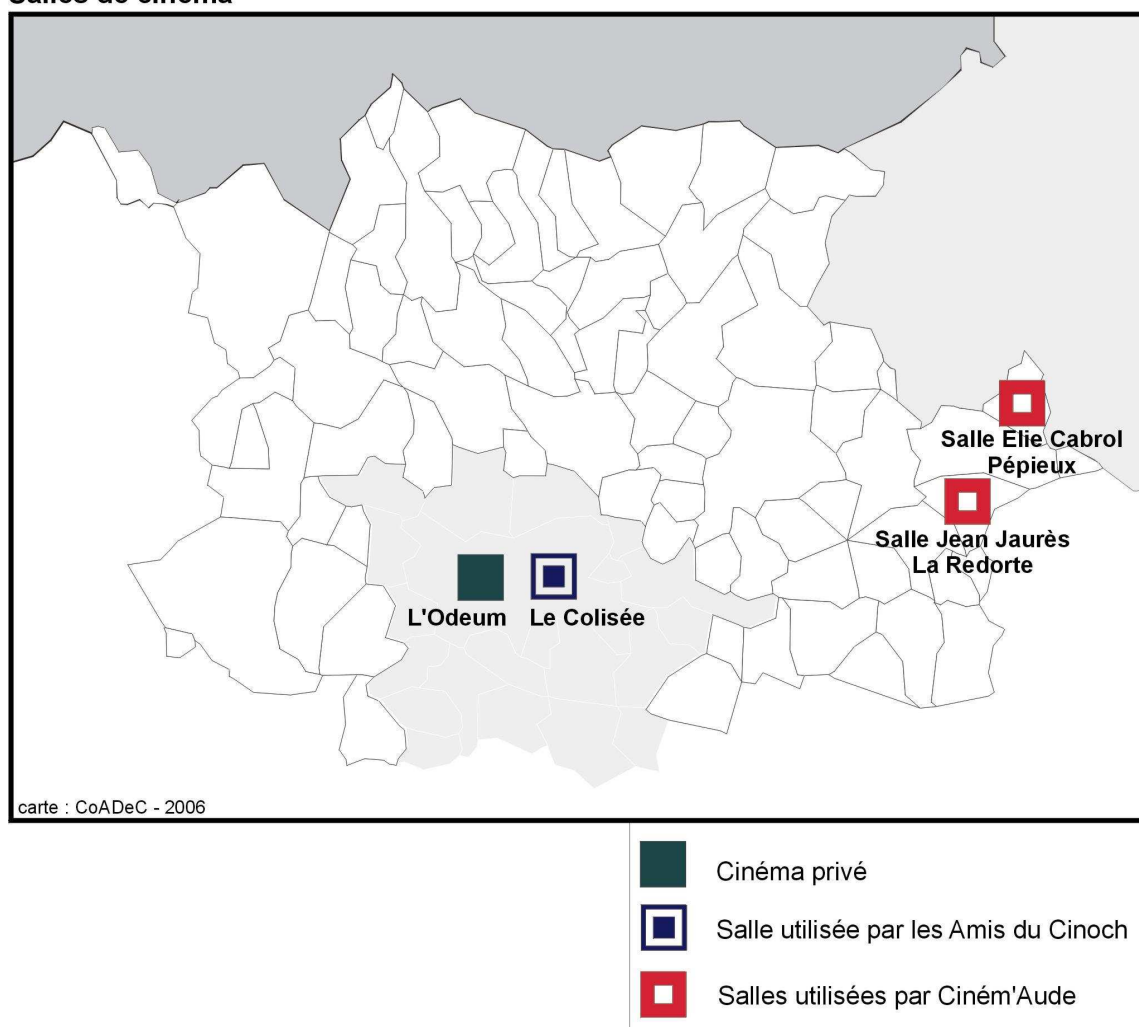 Salles de cinéma
Salle Elie Cabrol
Pépieux
Salle Jean Jaurès
La Redorte
L'Odeum
Le Colisée
carte : CoADeC - 2006
Cinéma privé
Salle utilisée par les Amis du Cinoch
Salles utilisées par Ciném'Aude